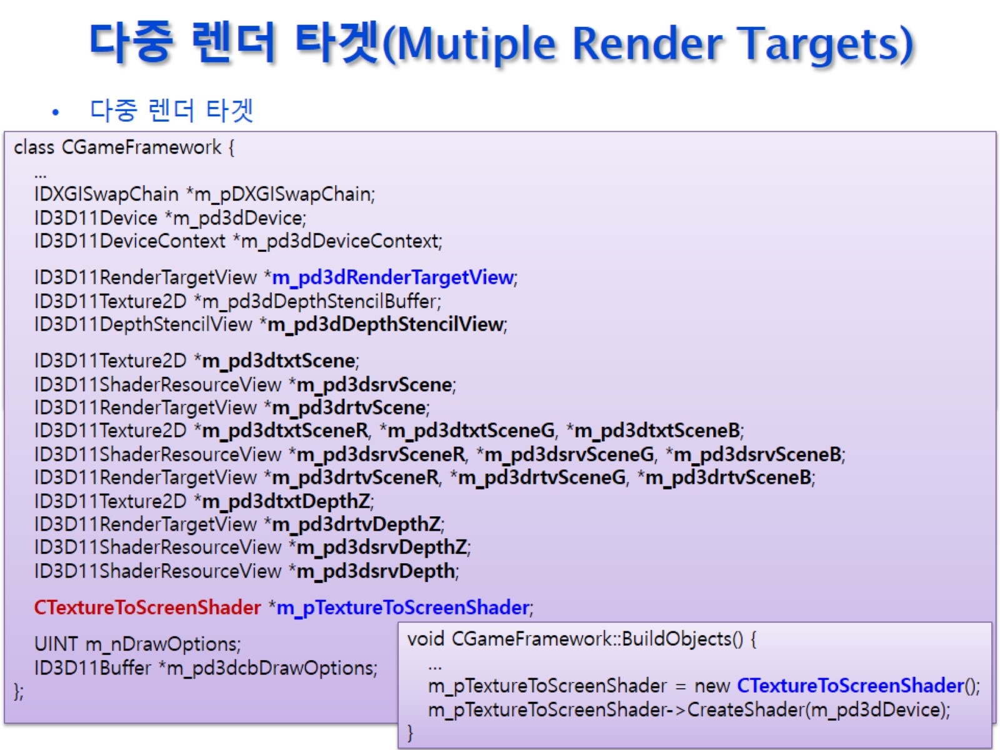 다중 렌더 타겟(Mutiple Render Targets)
• 다중 렌더 타겟
class CGameFramework {
...
IDXGISwapChain *m_pDXGISwapChain;
ID3D11Device *m_pd3dDevice;
ID3D11DeviceContext *m_pd3dDeviceContext;
ID3D11RenderTargetView *m_pd3dRenderTargetView;
ID3D11Texture2D *m_pd3dDepthStencilBuffer;
ID3D11DepthStencilView *m_pd3dDepthStencilView;
ID3D11Texture2D *m_pd3dtxtScene;
ID3D11ShaderResourceView *m_pd3dsrvScene;
ID3D11RenderTargetView *m_pd3drtvScene;
ID3D11Texture2D *m_pd3dtxtSceneR, *m_pd3dtxtSceneG, *m_pd3dtxtSceneB;
ID3D11ShaderResourceView *m_pd3dsrvSceneR, *m_pd3dsrvSceneG, *m_pd3dsrvSceneB;
ID3D11RenderTargetView *m_pd3drtvSceneR, *m_pd3drtvSceneG, *m_pd3drtvSceneB;
ID3D11Texture2D *m_pd3dtxtDepthZ;
ID3D11RenderTargetView *m_pd3drtvDepthZ;
ID3D11ShaderResourceView *m_pd3dsrvDepthZ;
ID3D11ShaderResourceView *m_pd3dsrvDepth;
CTextureToScreenShader *m_pTextureToScreenShader;
UINT m_nDrawOptions;
ID3D11Buffer *m_pd3dcbDrawOptions;
};
void CGameFramework::BuildObjects() {
...
m_pTextureToScreenShader = new CTextureToScreenShader();
m_pTextureToScreenShader->CreateShader(m_pd3dDevice);
}